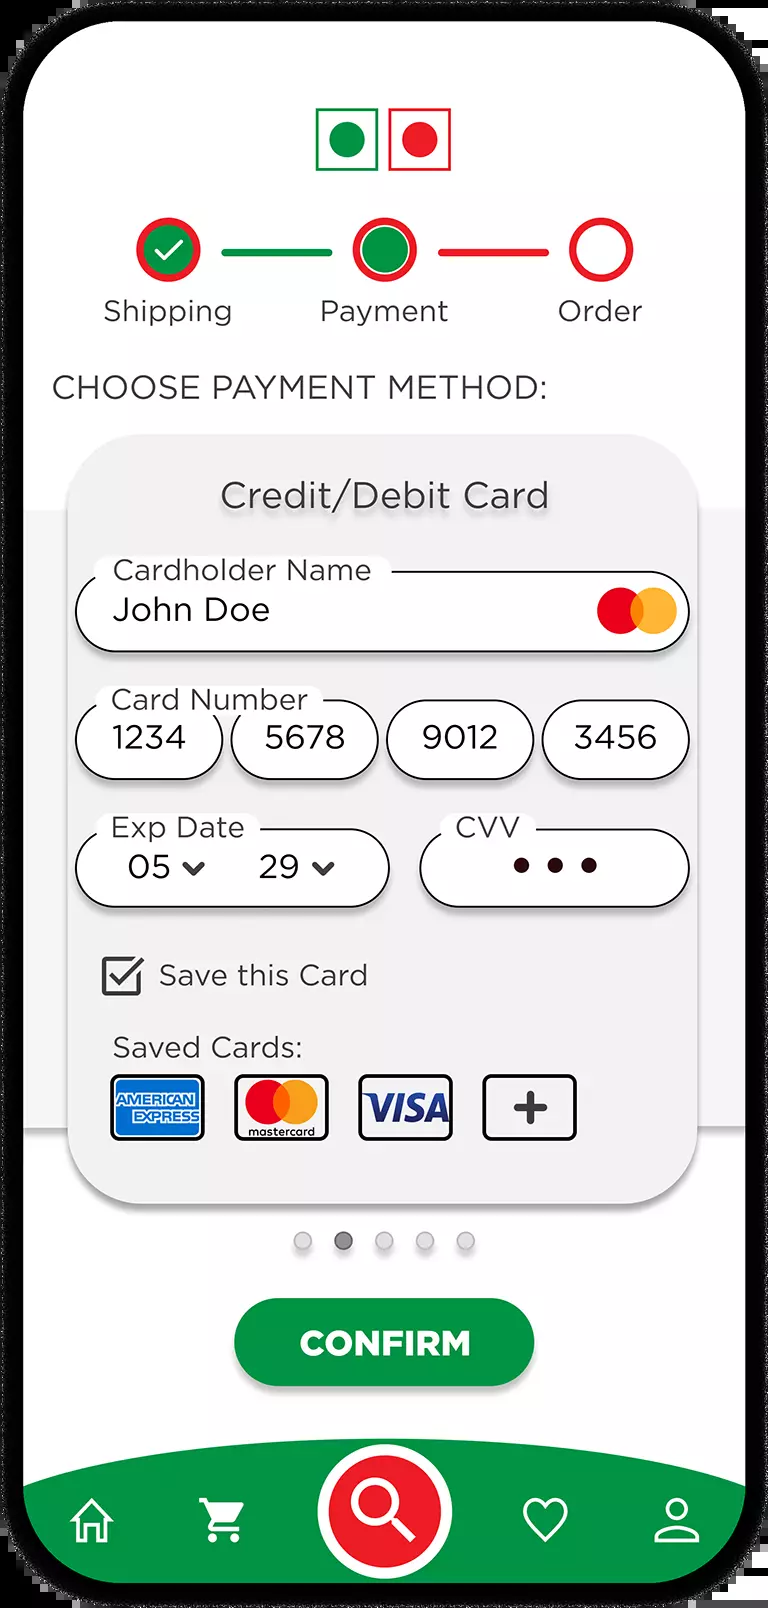 Shipping Payment Order
CHOOSE PAYMENT METHOD:
Credit/Debit Card
Cardholder Name
John Doe
Card Number
1234 5678 9012 3456
Exp Date CVV
05 29 •••
Save this Card
Saved Cards:
AMERICAN EXPRESS
mastercard
VISA
CONFIRM